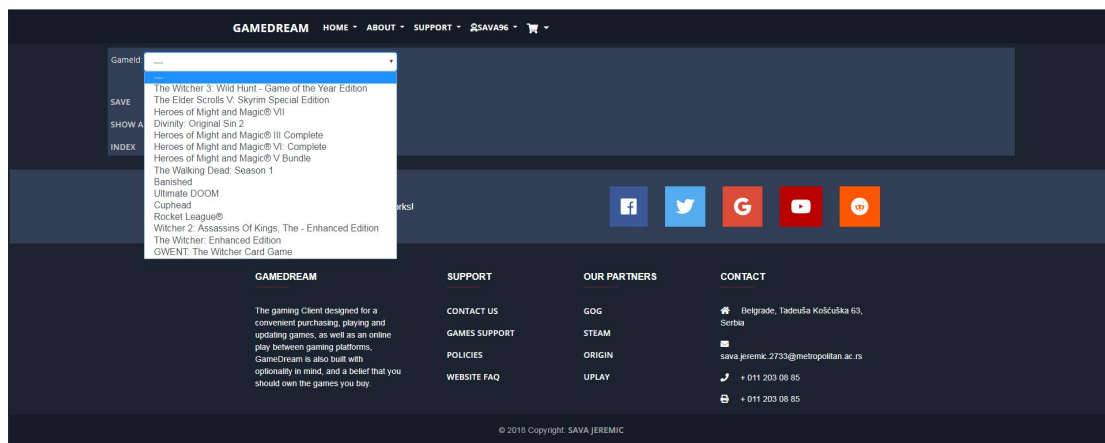 GAMEDREAM HOME ABOUT SUPPORT SAVA96
GameId: ---
---
The Witcher 3: Wild Hunt - Game of the Year Edition
The Elder Scrolls V: Skyrim Special Edition
Heroes of Might and Magic® VII
Divinity: Original Sin 2
Heroes of Might and Magic® III Complete
Heroes of Might and Magic® VI: Complete
Heroes of Might and Magic® V Bundle
The Walking Dead: Season 1
Banished
Ultimate DOOM
Cuphead
Rocket League®
Witcher 2: Assassins Of Kings, The - Enhanced Edition
The Witcher: Enhanced Edition
GWENT: The Witcher Card Game
SAVE
SHOW A
INDEX
rks!
GAMEDREAM
The gaming Client designed for a
convenient purchasing, playing and
updating games, as well as an online
play between gaming platforms,
GameDream is also built with
optionality in mind, and a belief that you
should own the games you buy.
SUPPORT
CONTACT US
GAMES SUPPORT
POLICIES
WEBSITE FAQ
OUR PARTNERS
GOG
STEAM
ORIGIN
UPLAY
CONTACT
Belgrade, Tadeuša Košćuška 63,
Serbia
sava.jeremic.2733@metropolitan.ac.rs
+ 011 203 08 85
+ 011 203 08 85
© 2018 Copyright: SAVA JEREMIC